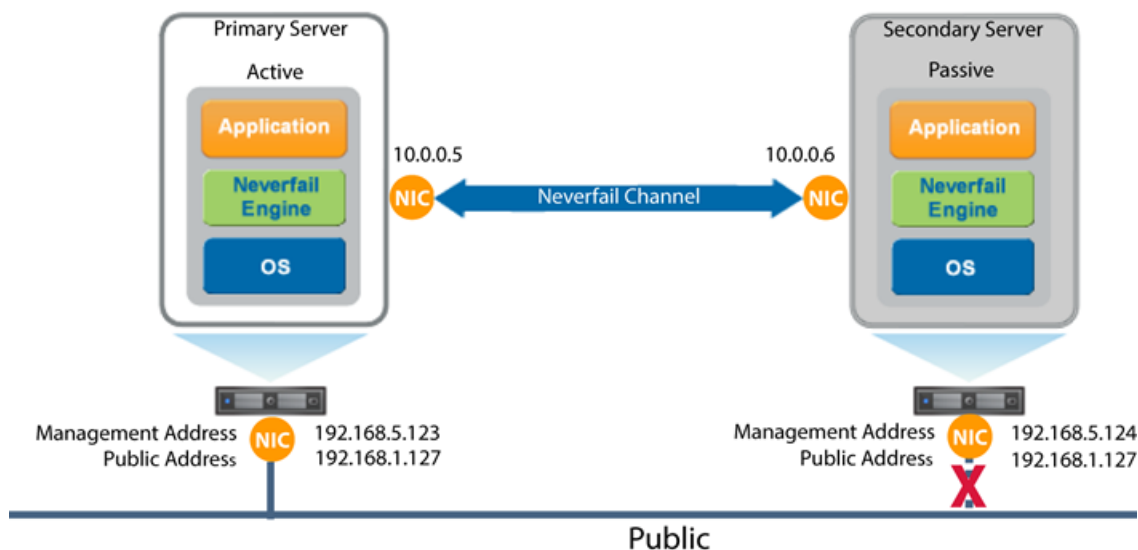 Primary Server
Active
Application
Neverfail
Engine
OS
10.0.0.5
NIC
Neverfail Channel
10.0.0.6
NIC
Secondary Server
Passive
Application
Neverfail
Engine
OS
Management Address NIC 192.168.5.123
Public Address 192.168.1.127
Management Address NIC 192.168.5.124
Public Address 192.168.1.127
X
Public